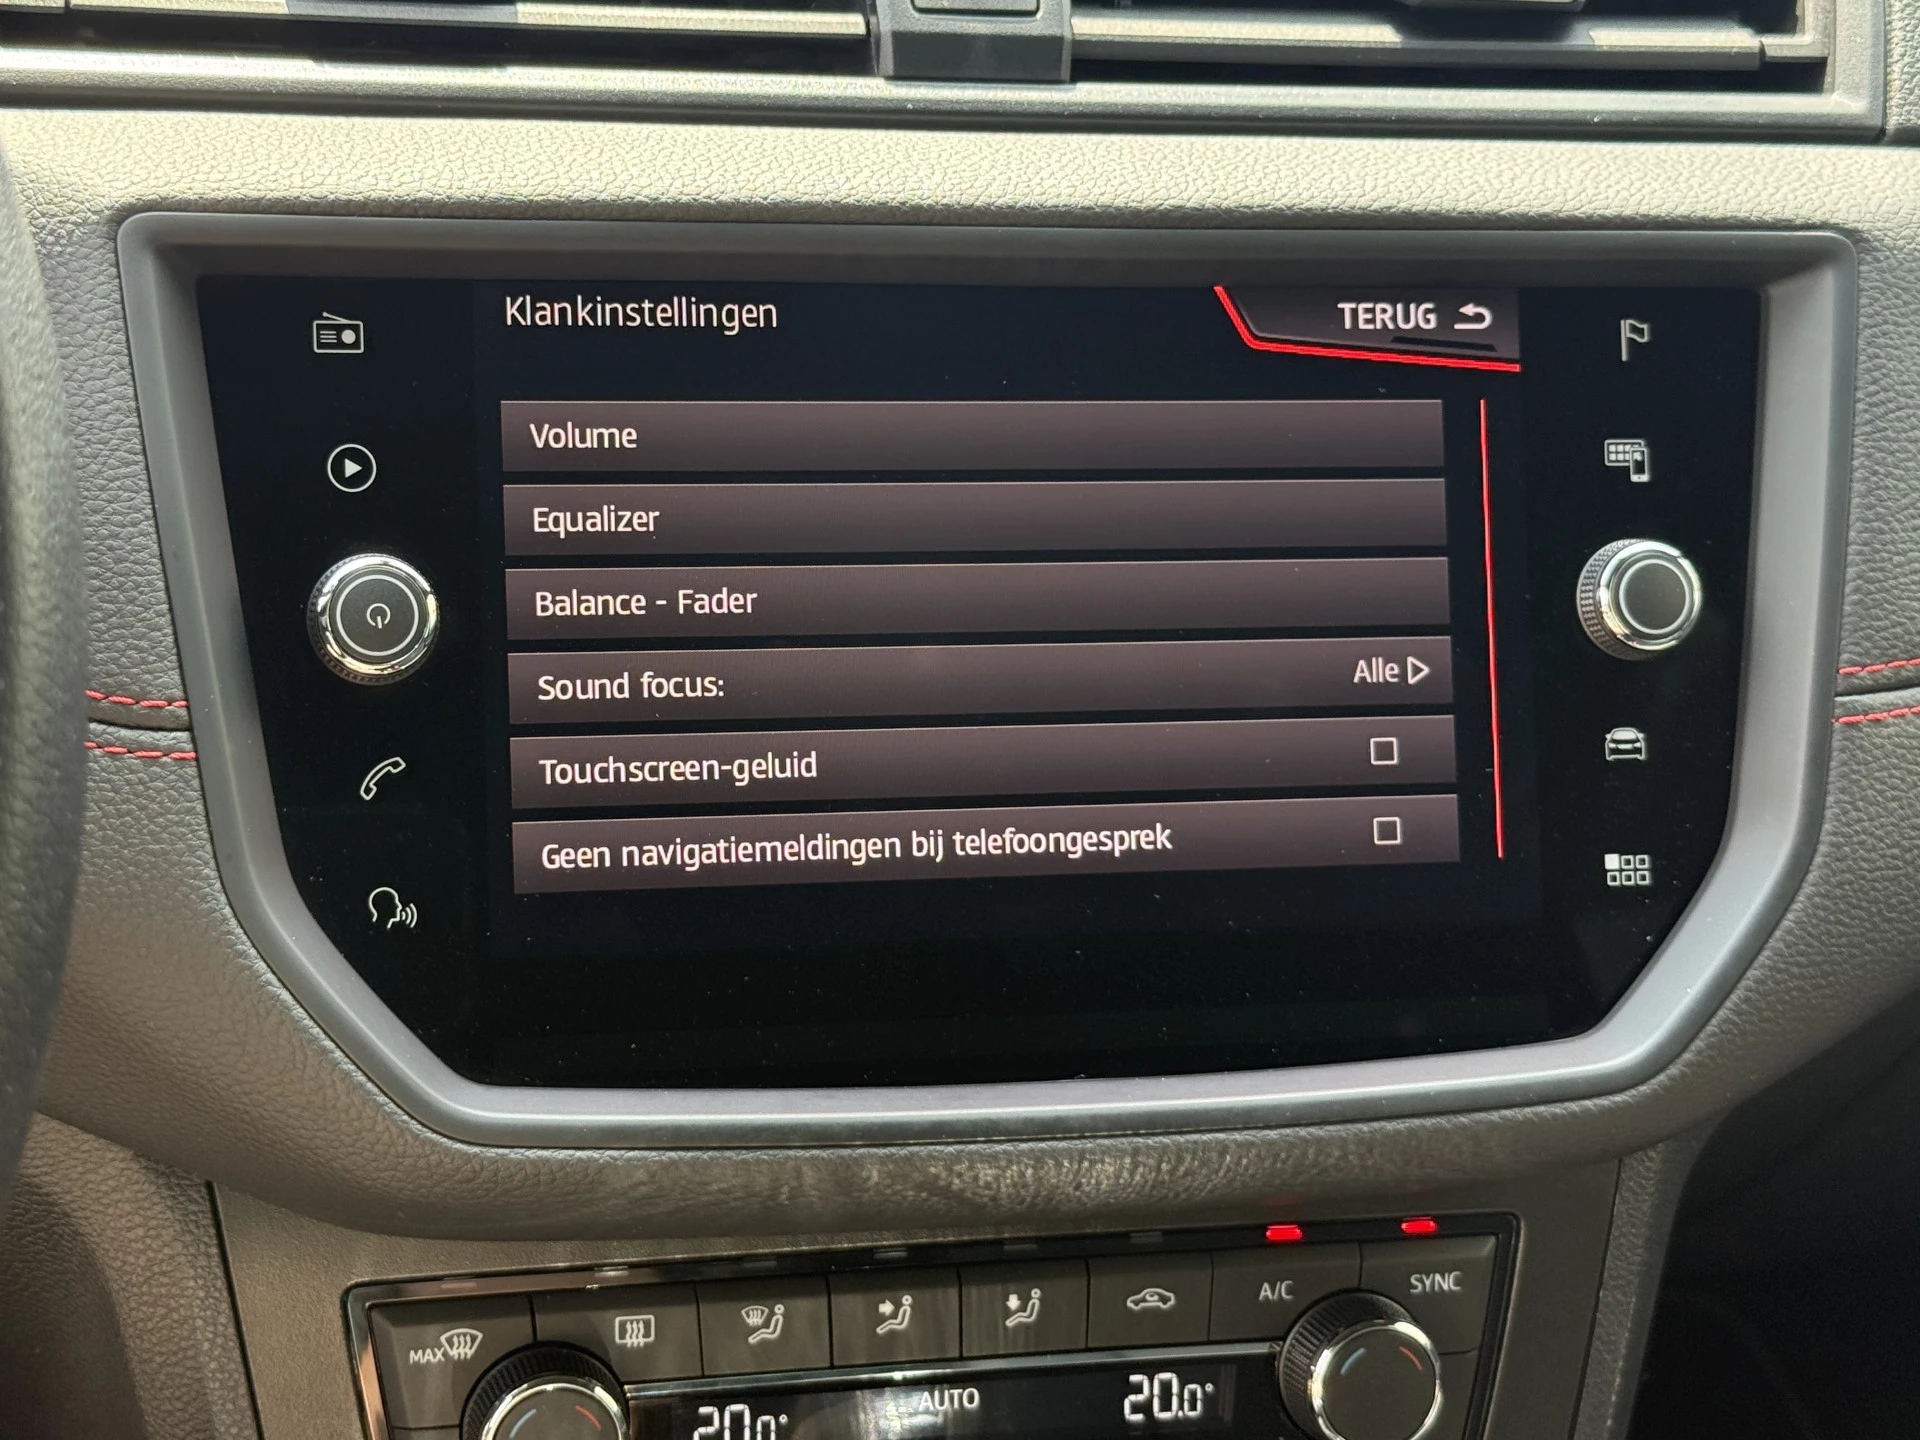 Klankinstellingen
TERUG
Volume
Equalizer
Balance - Fader
Sound focus: Alle
Touchscreen-geluid
Geen navigatiemeldingen bij telefoongesprek
MAX
A/C
SYNC
20.0°
AUTO
20.0°